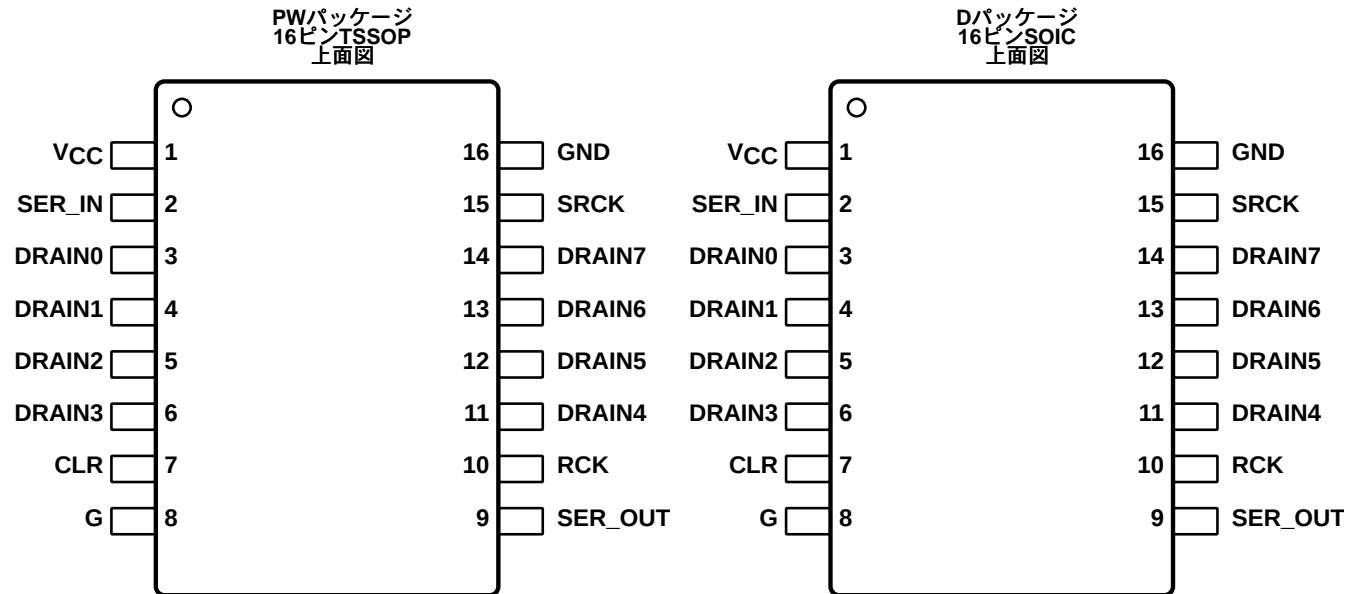 PWパッケージ
16ピンTSSOP
上面図
VCC 1 16 GND
SER_IN 2 15 SRCK
DRAIN0 3 14 DRAIN7
DRAIN1 4 13 DRAIN6
DRAIN2 5 12 DRAIN5
DRAIN3 6 11 DRAIN4
CLR 7 10 RCK
G 8 9 SER_OUT
Dパッケージ
16ピンSOIC
上面図
VCC 1 16 GND
SER_IN 2 15 SRCK
DRAIN0 3 14 DRAIN7
DRAIN1 4 13 DRAIN6
DRAIN2 5 12 DRAIN5
DRAIN3 6 11 DRAIN4
CLR 7 10 RCK
G 8 9 SER_OUT